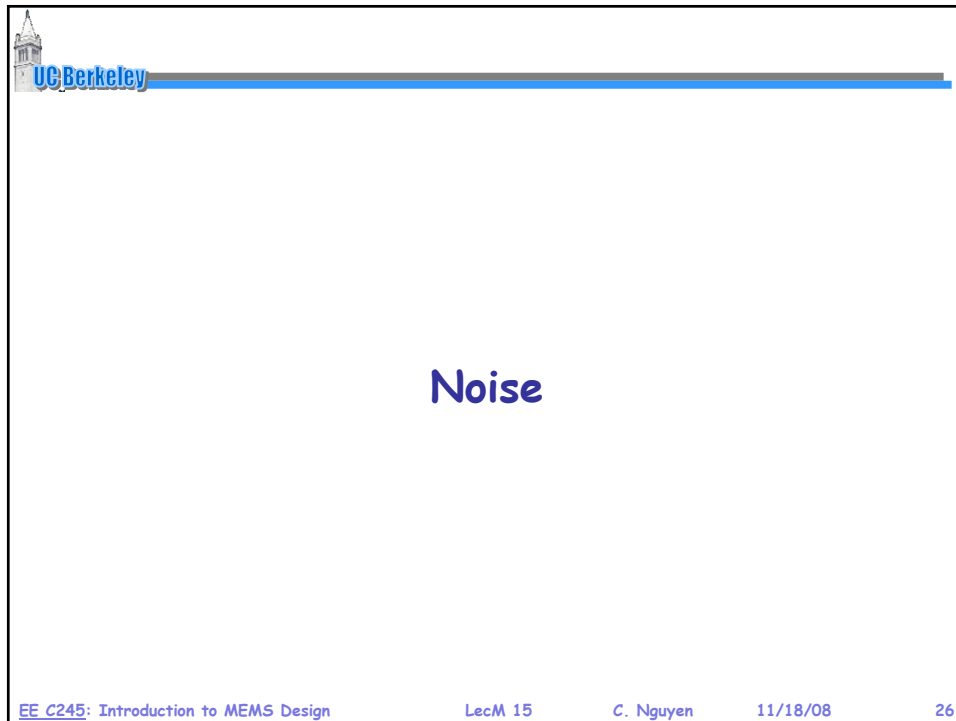 UC Berkeley
Noise
EE C245: Introduction to MEMS Design LecM 15 C. Nguyen 11/18/08 26